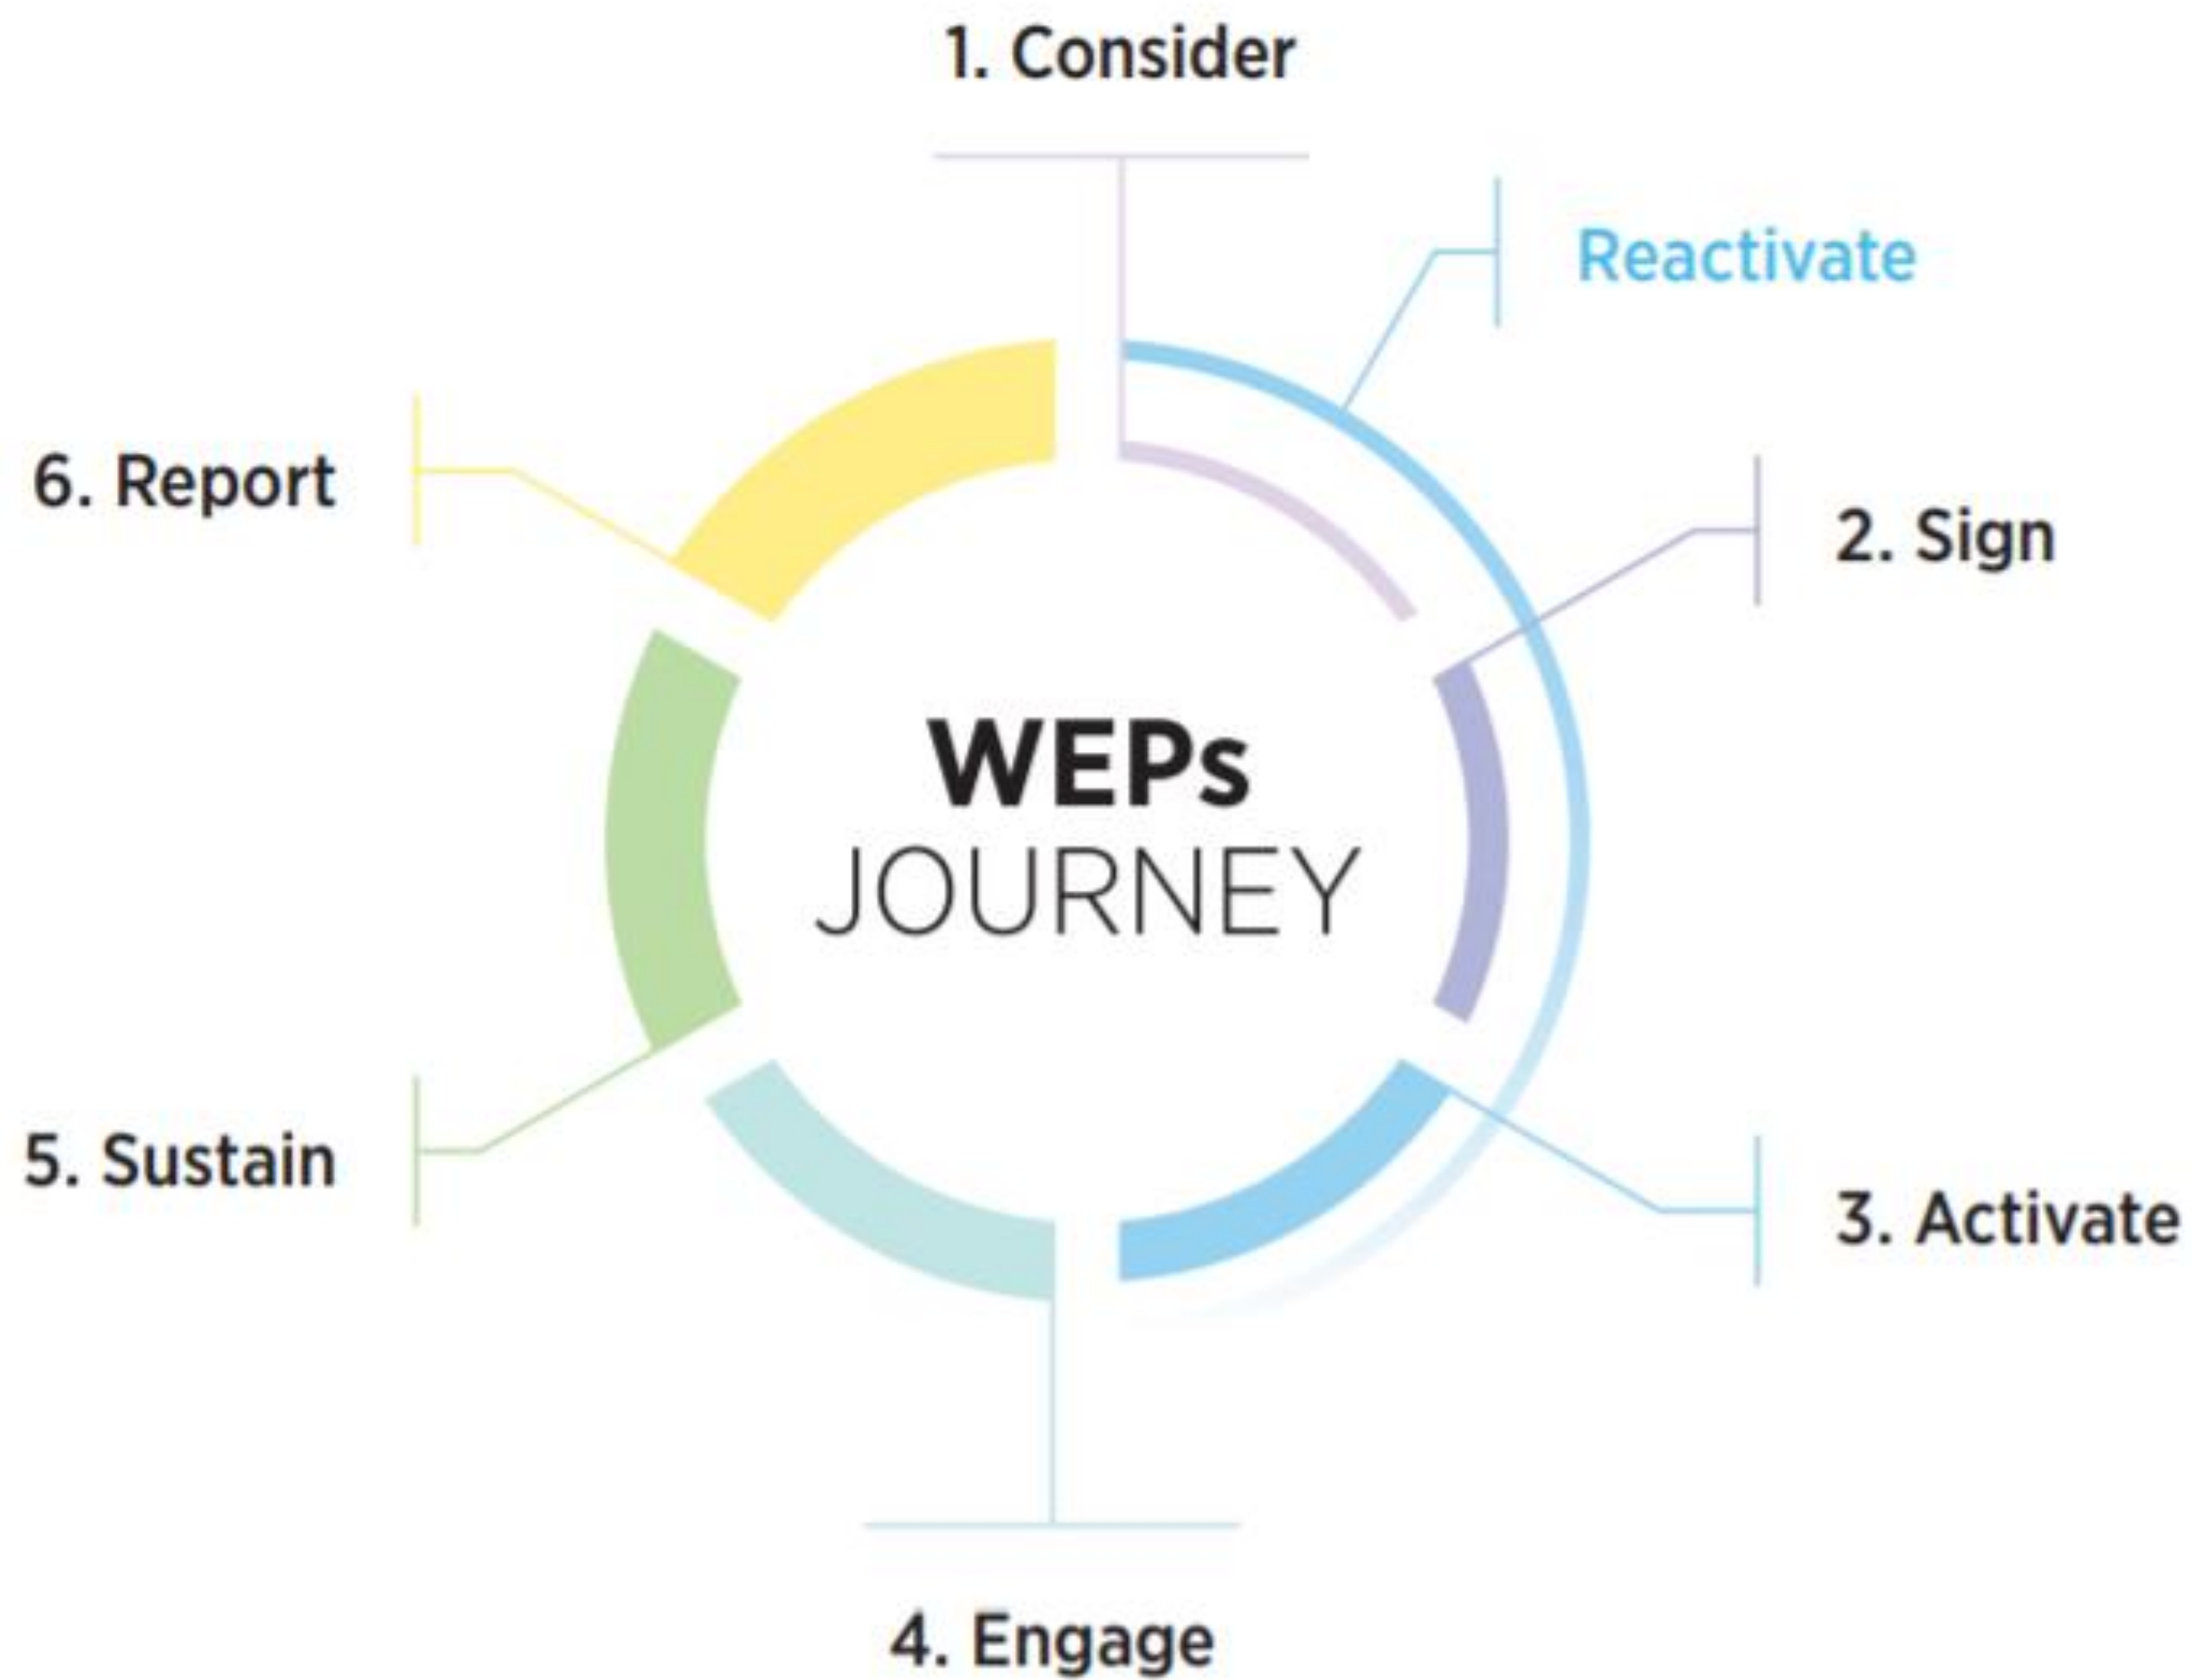 1. Consider
Reactivate
2. Sign
3. Activate
4. Engage
5. Sustain
6. Report
WEPs
JOURNEY